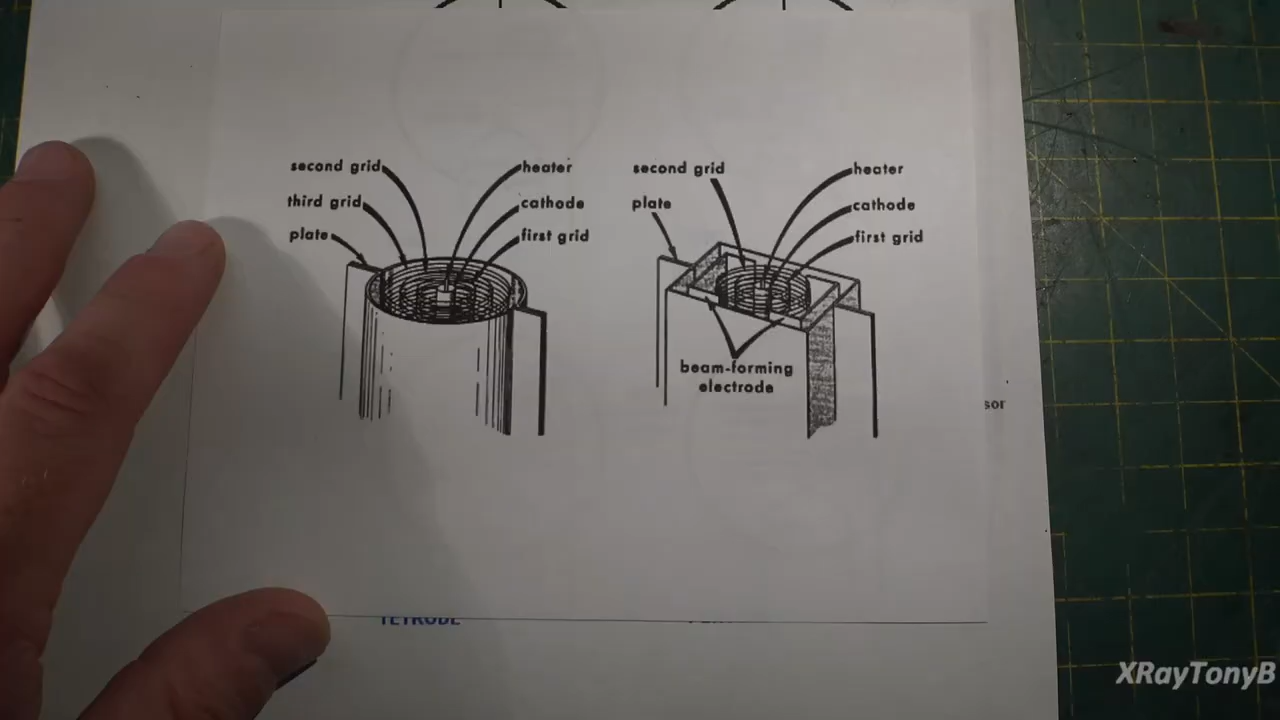 second grid
third grid
plate
heater
cathode
first grid
second grid
plate
heater
cathode
first grid
beam-forming
electrode
sor
TETRODE
XRayTonyB